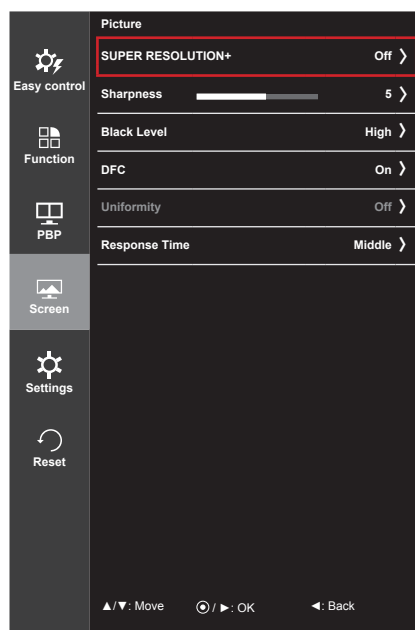 Picture
SUPER RESOLUTION+ Off ❭
Sharpness 5 ❭
Black Level High ❭
DFC On ❭
Uniformity Off ❭
Response Time Middle ❭
Easy control
Function
PBP
Screen
Settings
Reset
▲/▼: Move ⦿ / ►: OK ◄: Back